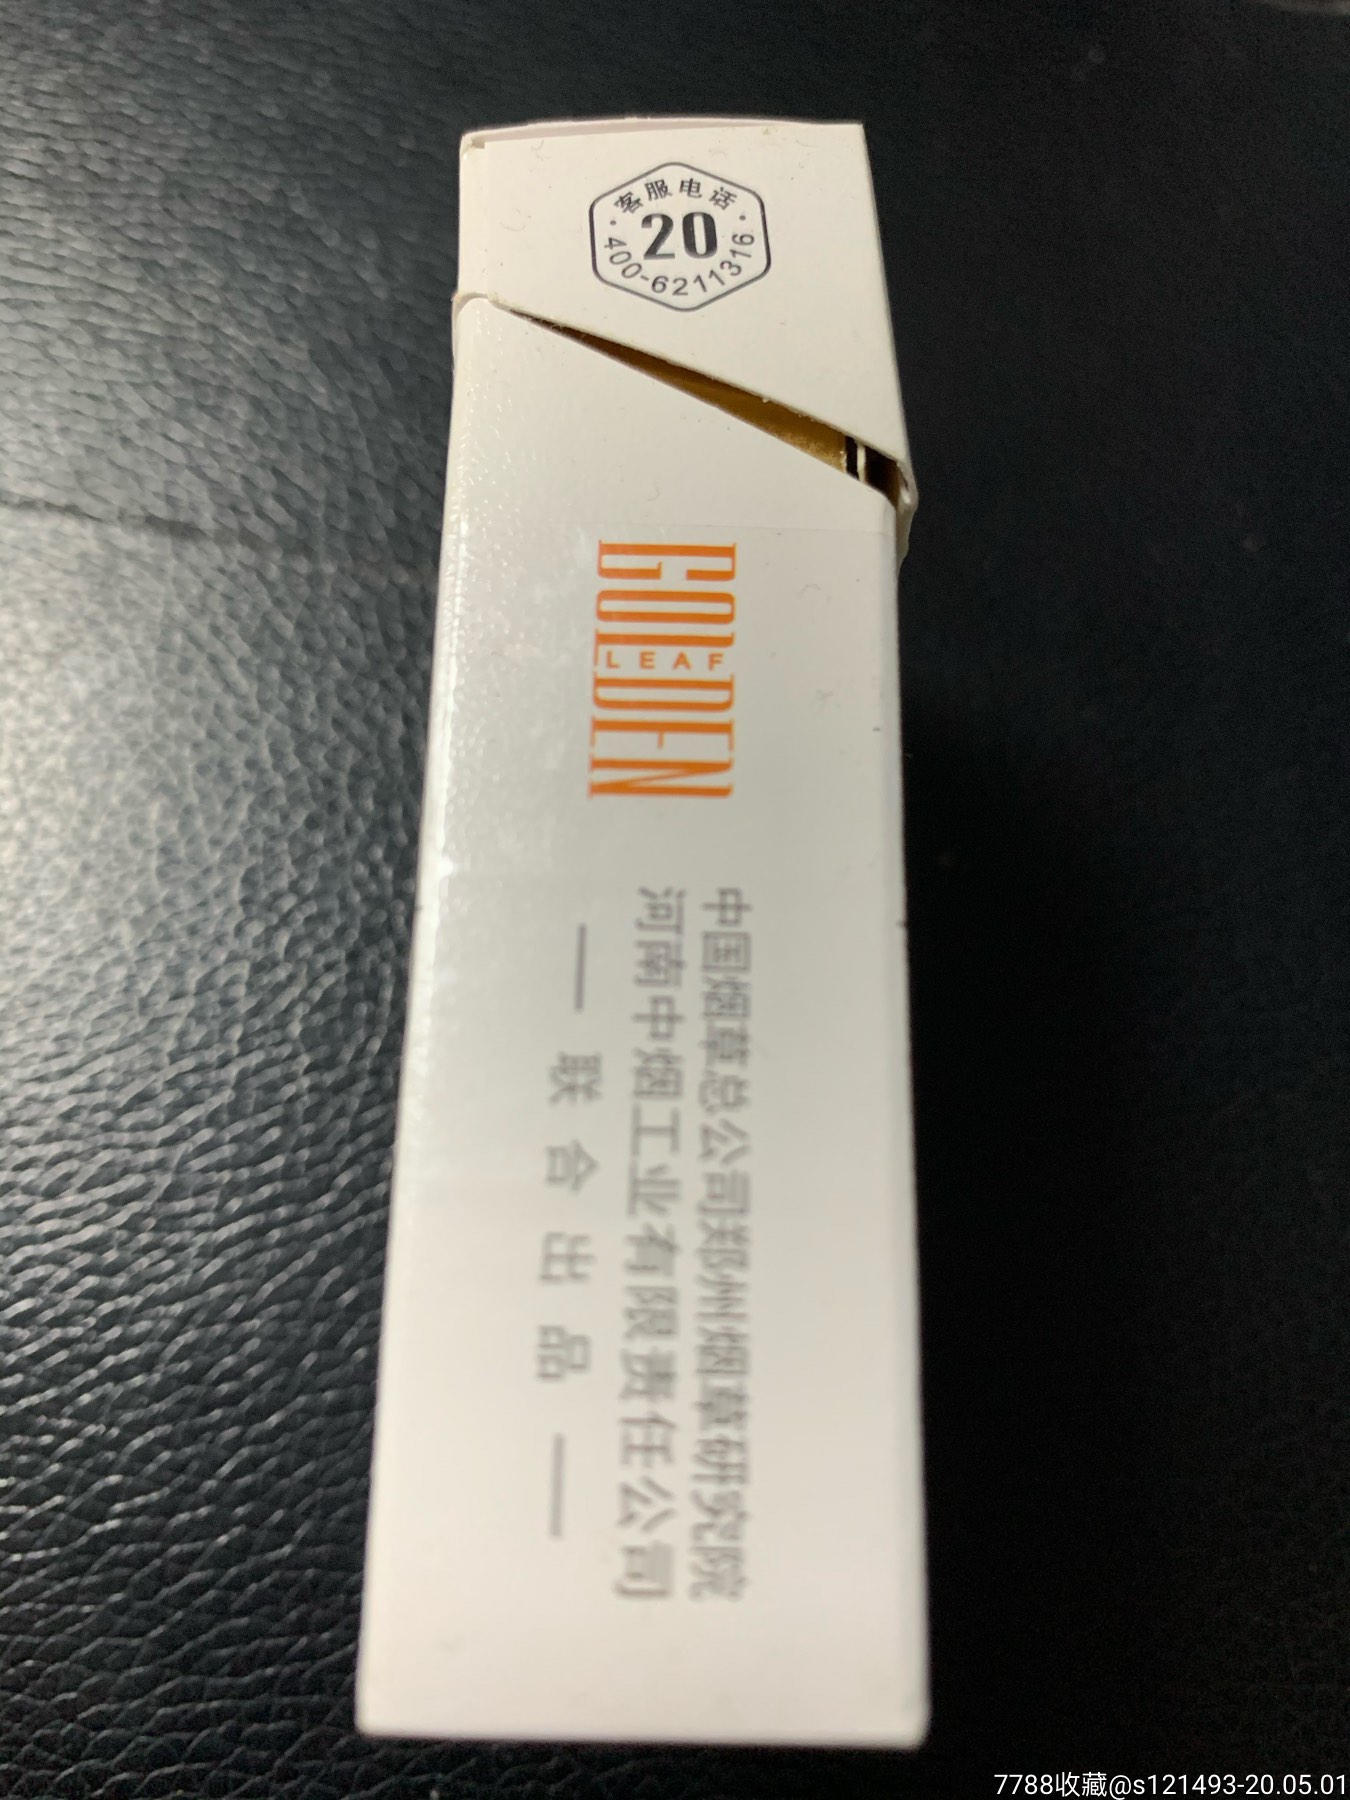 客服电话
20
400-6211316
GOLDEN
LEAF
中国烟草总公司郑州烟草研究院
河南中烟工业有限责任公司
— 联合出品 —
7788收藏@s121493-20.05.01